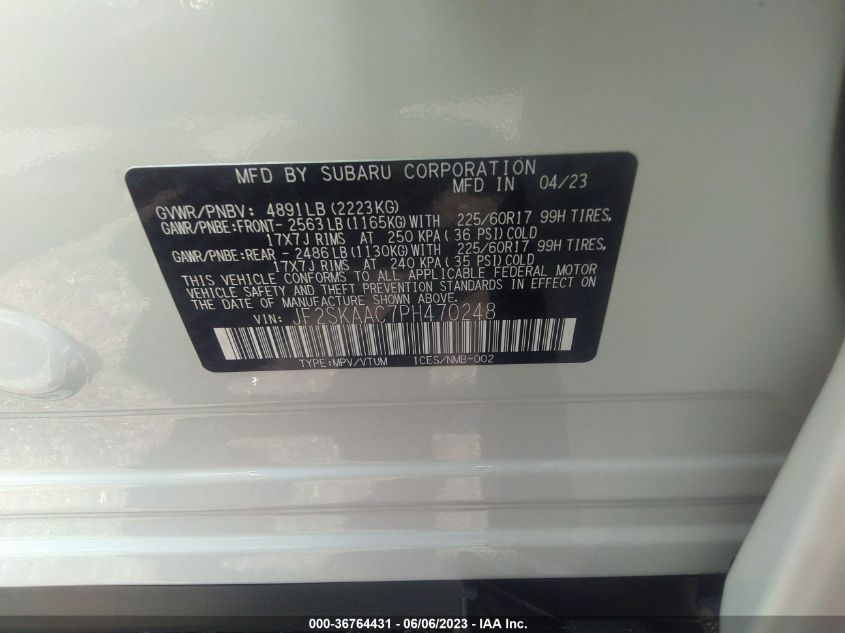 MFD BY SUBARU CORPORATION
MFD IN 04/23
GVWR/PNBV: 4891LB (2223KG)
GAWR/PNBE:FRONT- 2563LB (1165KG) WITH 225/60R17 99H TIRES,
17X7J RIMS AT 250 KPA ( 36 PSI) COLD
GAWR/PNBE:REAR - 2486LB (1130KG) WITH 225/60R17 99H TIRES,
17X7J RIMS AT 240 KPA ( 35 PSI) COLD
THIS VEHICLE CONFORMS TO ALL APPLICABLE FEDERAL MOTOR
VEHICLE SAFETY AND THEFT PREVENTION STANDARDS IN EFFECT
ON THE DATE OF MANUFACTURE SHOWN ABOVE.
VIN: JF2SKAAC7PH470248
TYPE:MPV/VTUM ICES/NMB-002
000-36764431 - 06/06/2023 - IAA Inc.